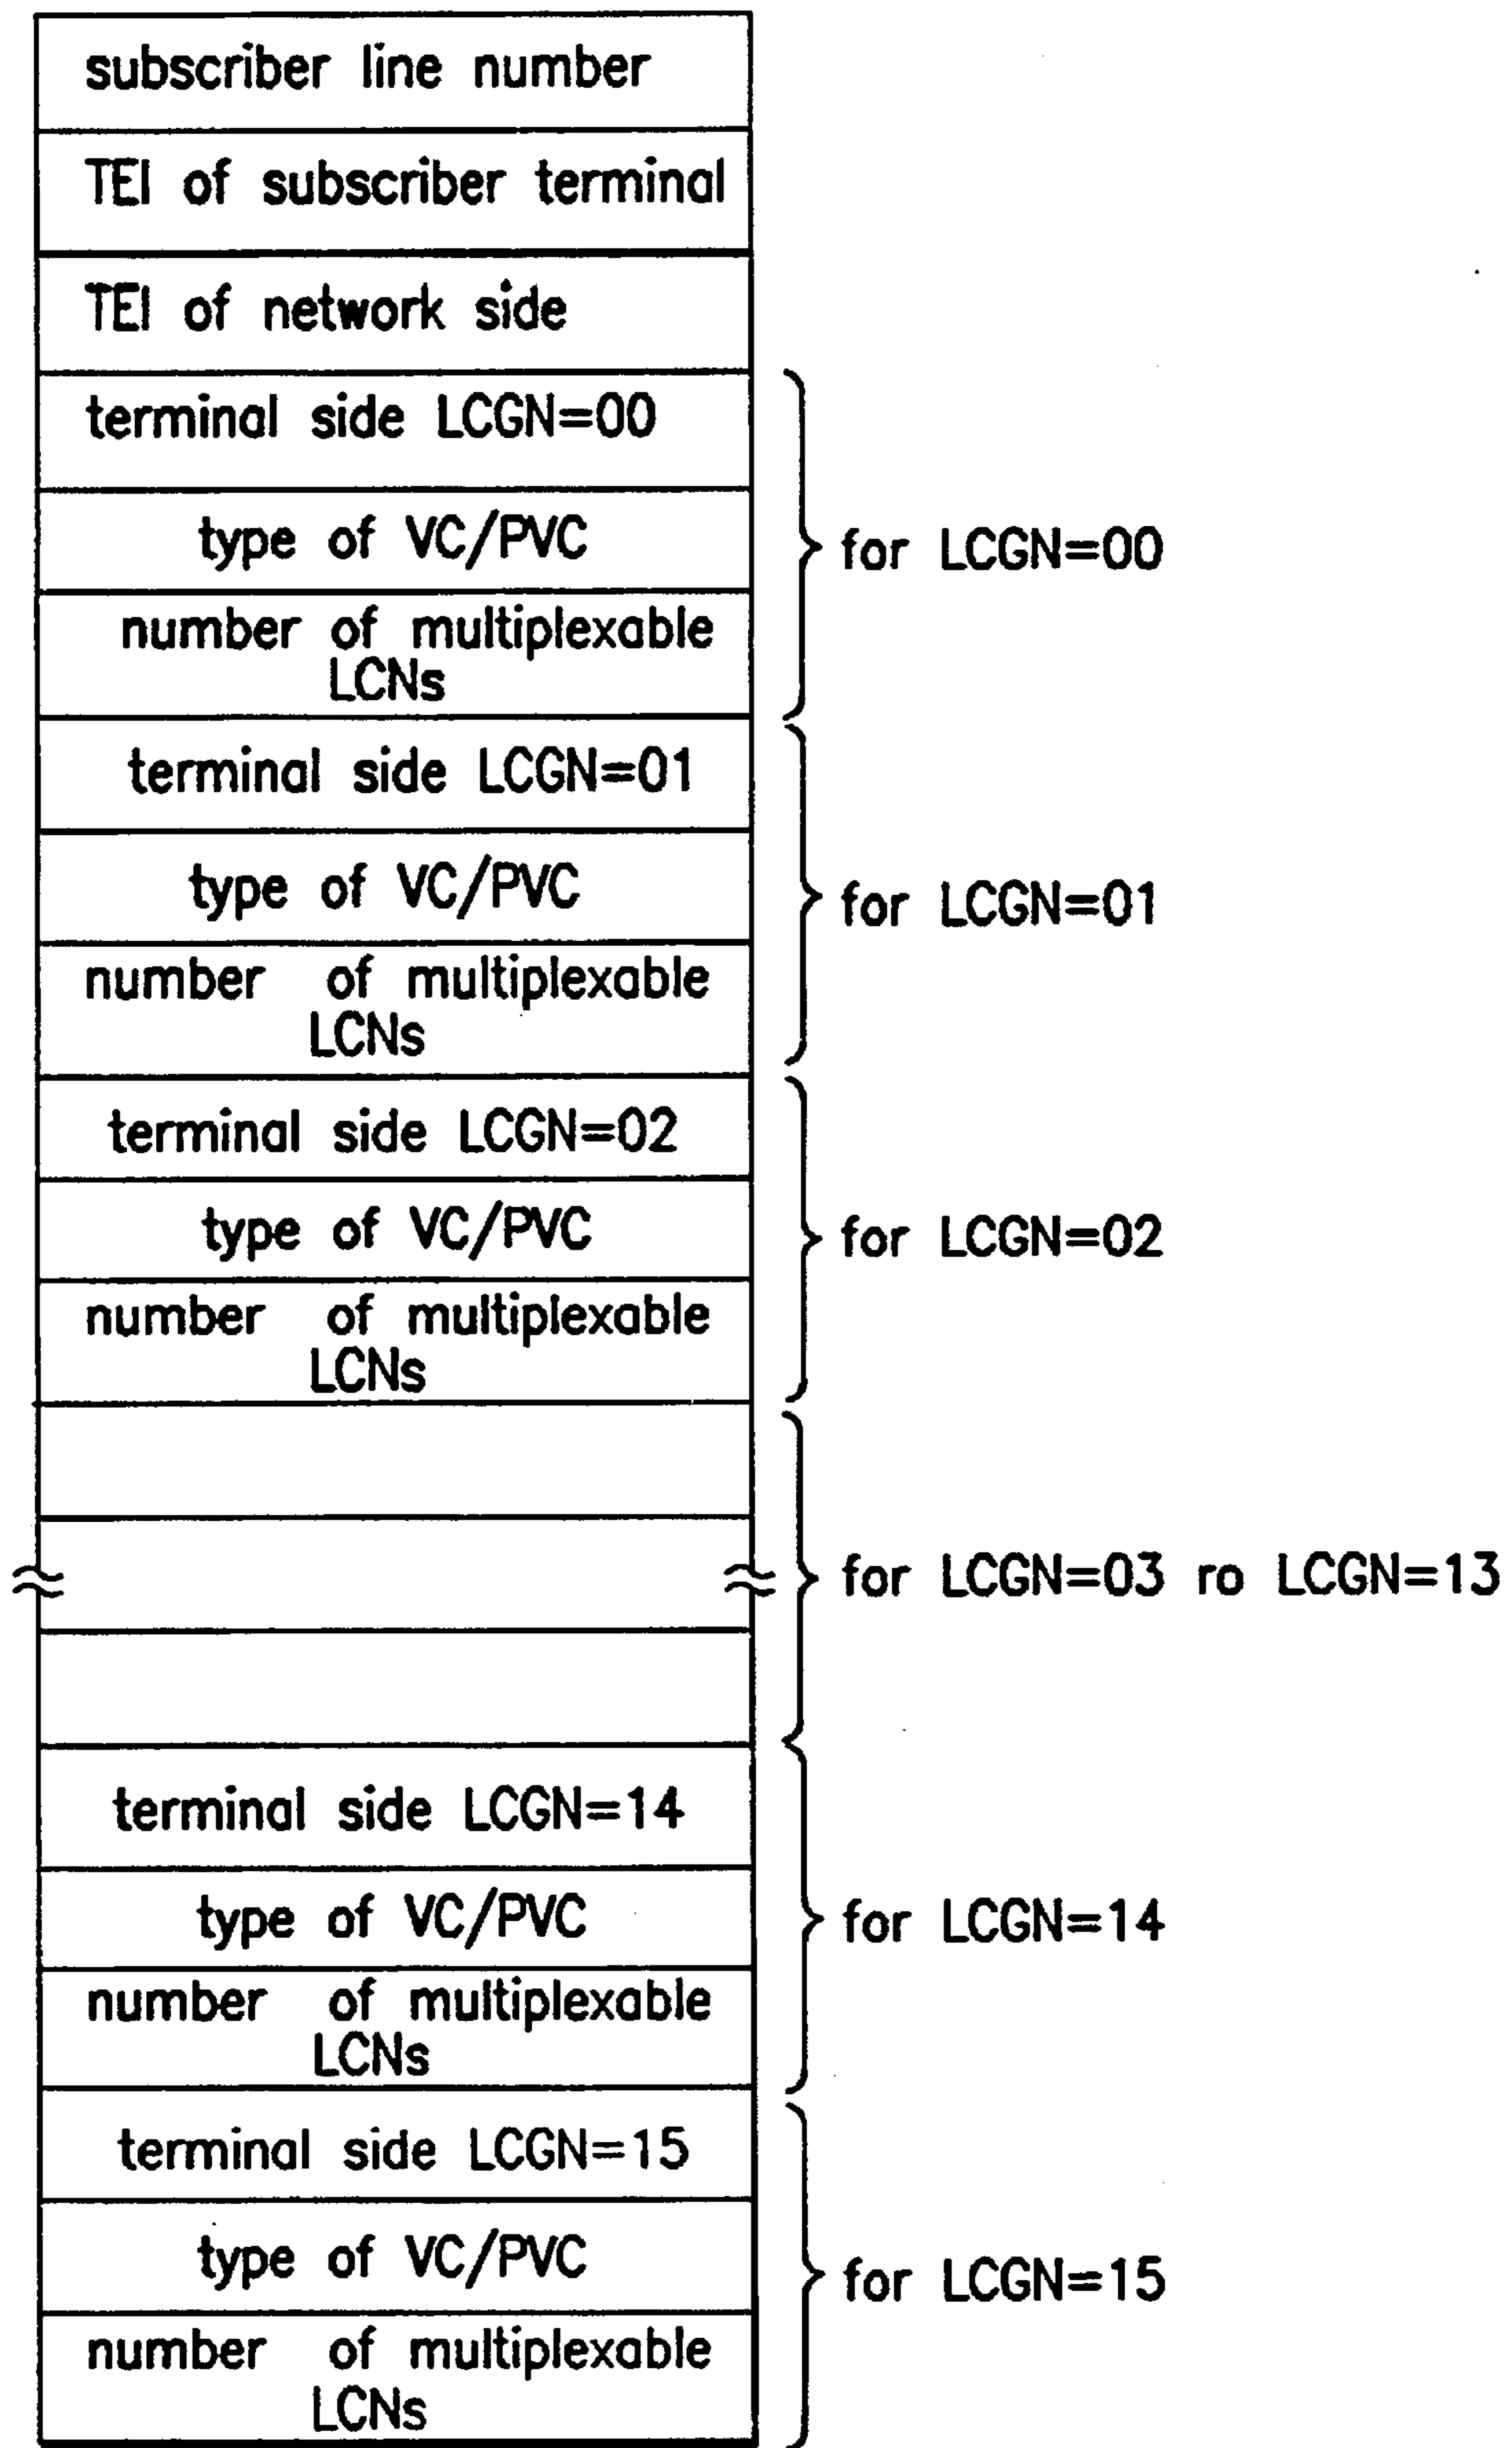 subscriber line number
TEI of subscriber terminal
TEI of network side
terminal side LCGN=00
type of VC/PVC
number of multiplexable
LCNs
for LCGN=00
terminal side LCGN=01
type of VC/PVC
number of multiplexable
LCNs
for LCGN=01
terminal side LCGN=02
type of VC/PVC
number of multiplexable
LCNs
for LCGN=02
for LCGN=03 ro LCGN=13
terminal side LCGN=14
type of VC/PVC
number of multiplexable
LCNs
for LCGN=14
terminal side LCGN=15
type of VC/PVC
number of multiplexable
LCNs
for LCGN=15